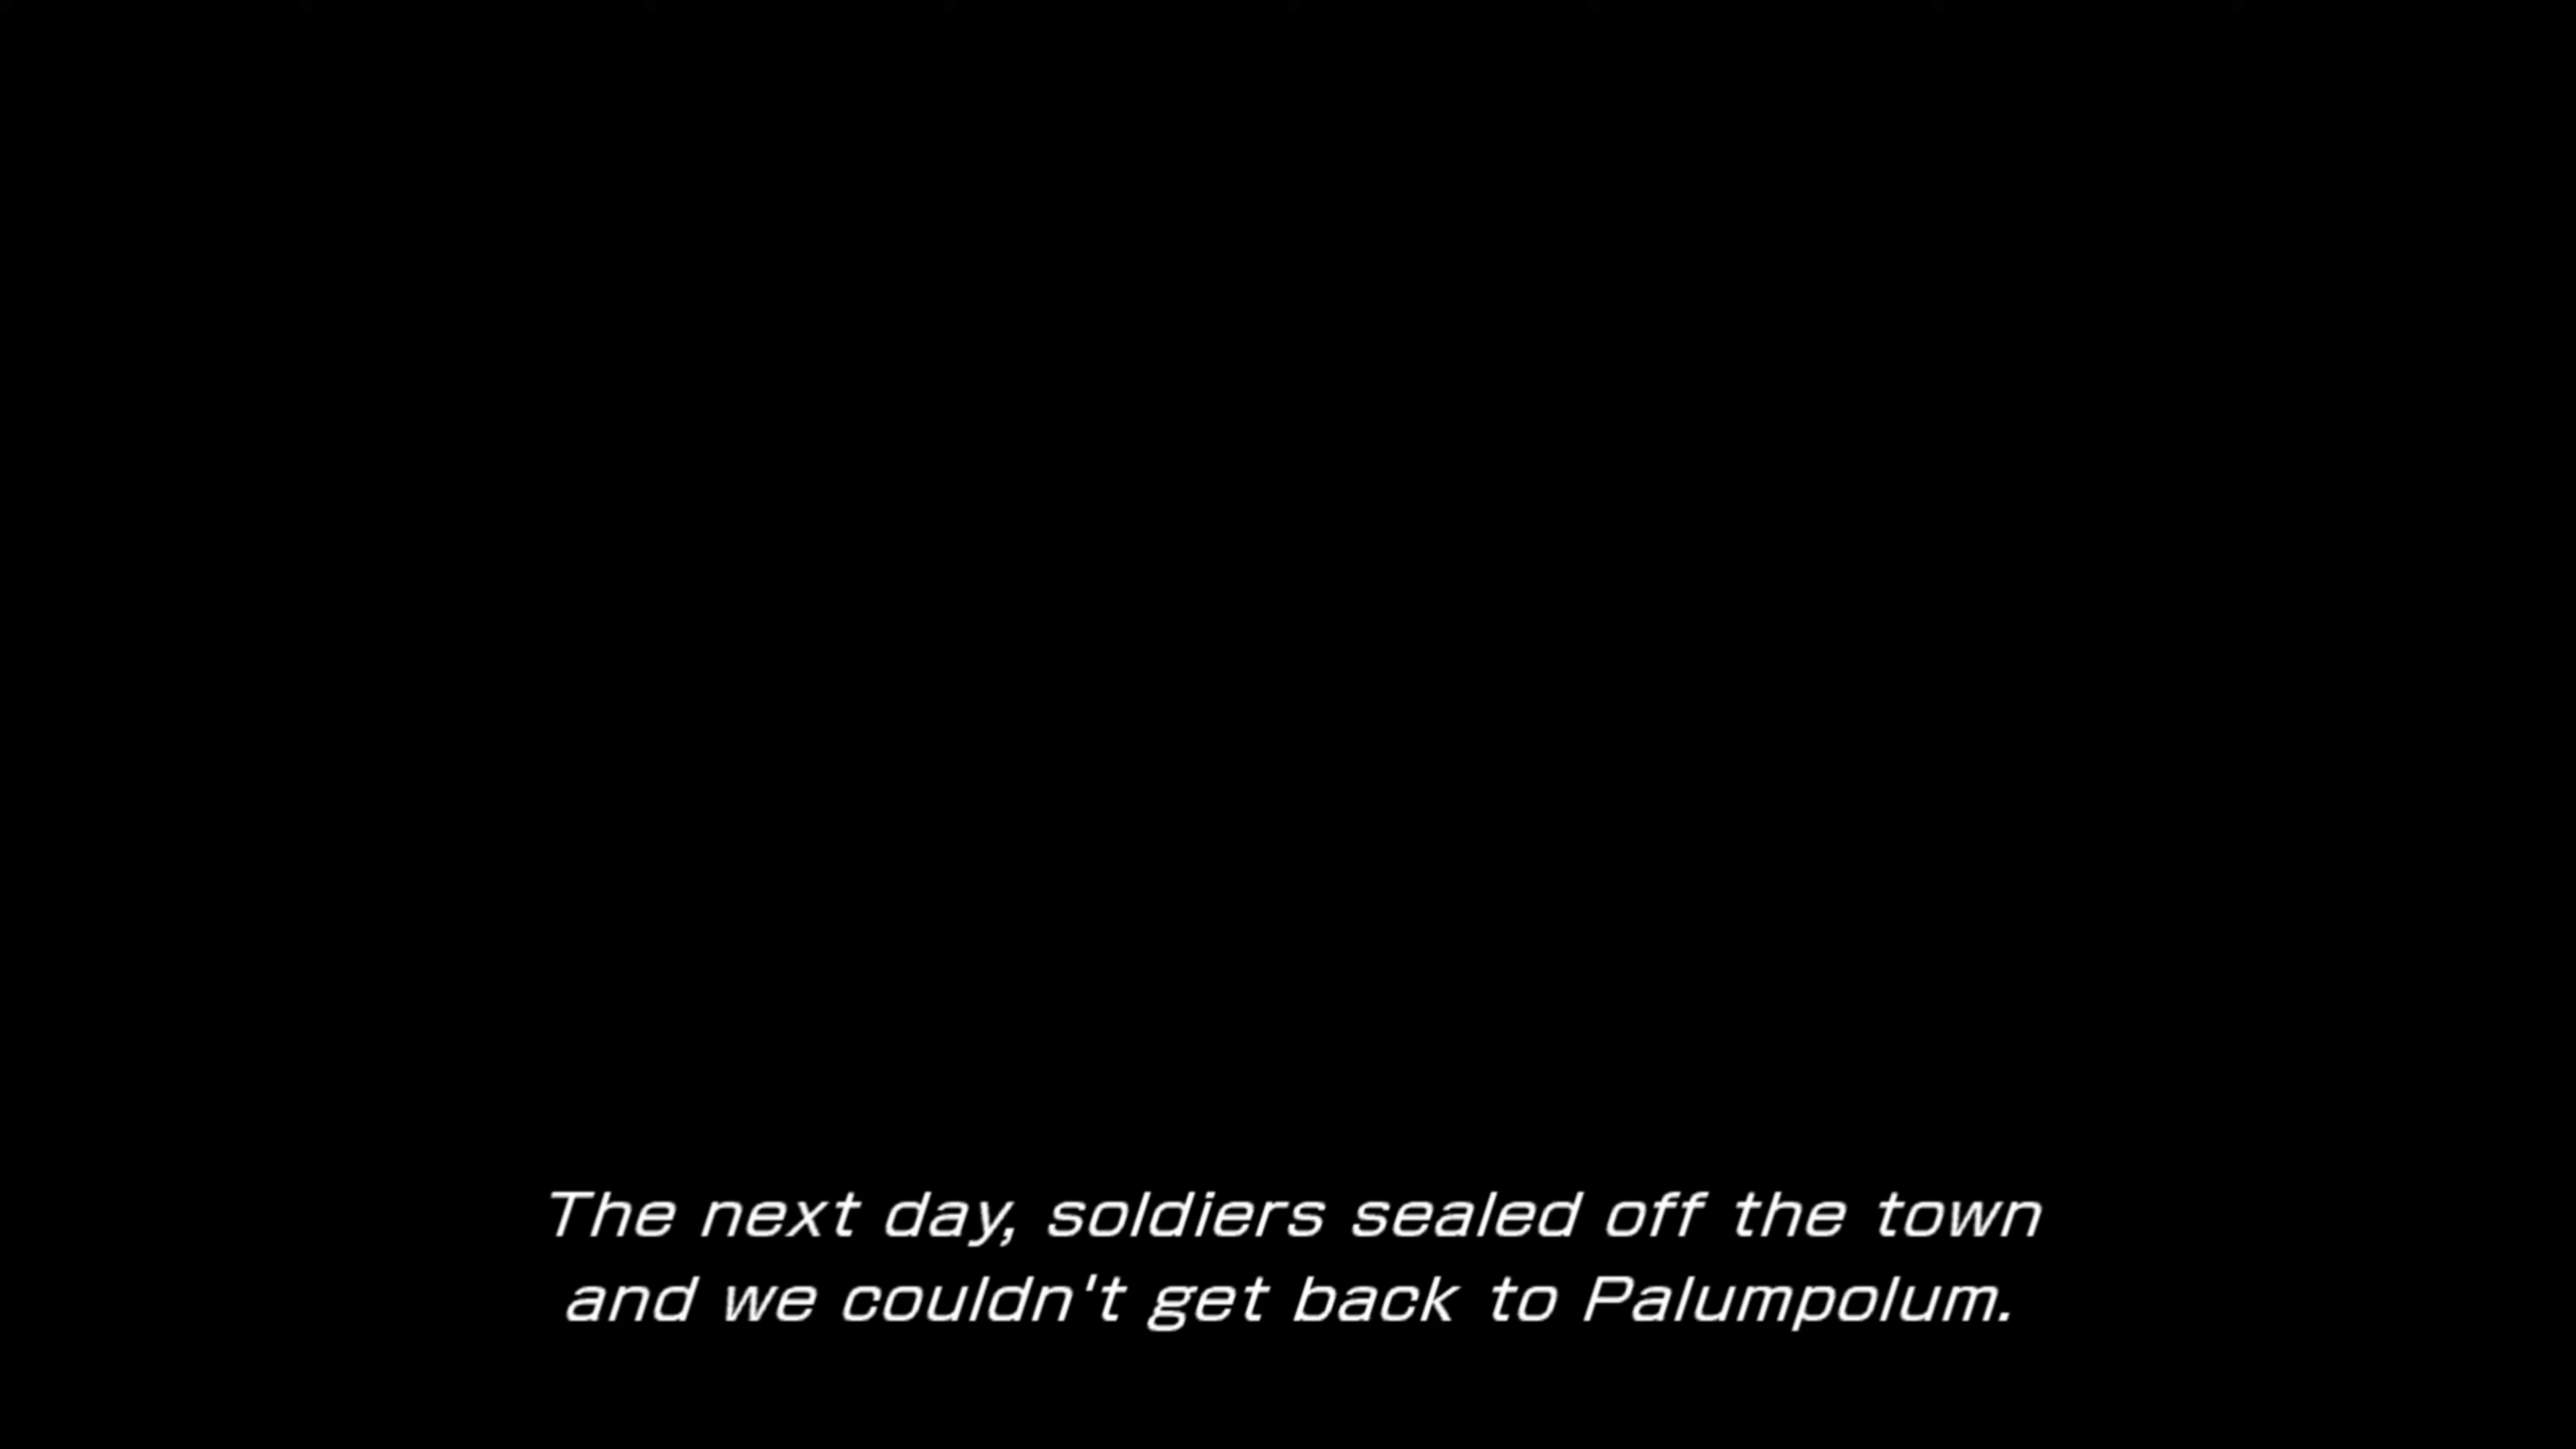 The next day, soldiers sealed off the town
and we couldn't get back to Palumpolum.